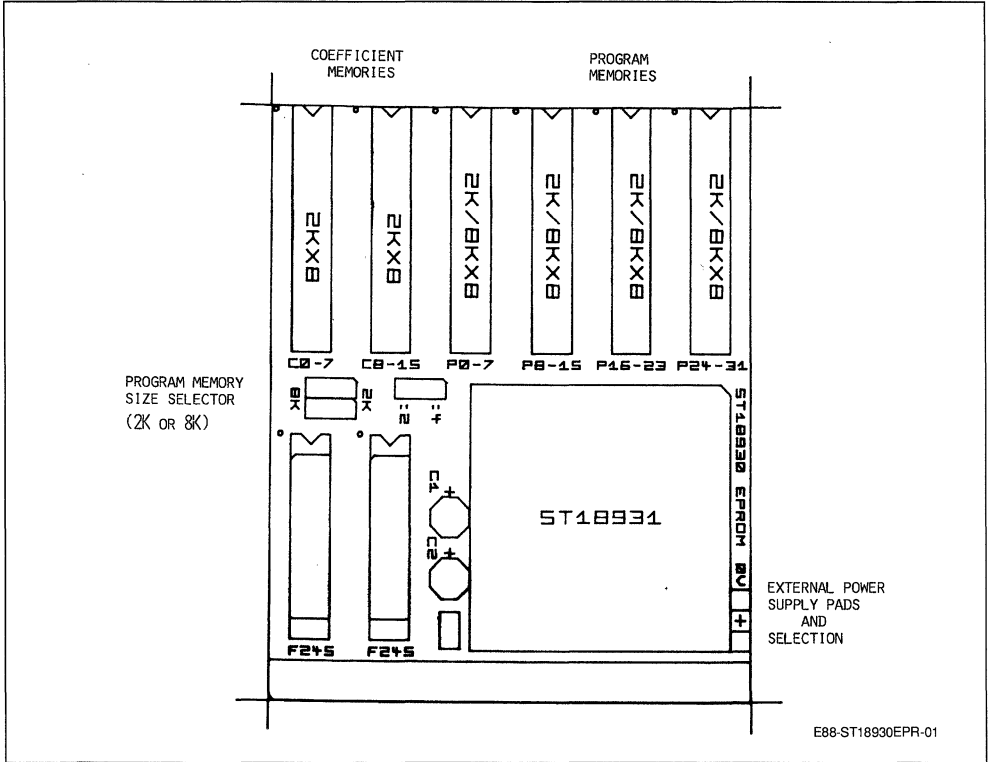 COEFFICIENT
MEMORIES
PROGRAM
MEMORIES
2KX8
2KX8
2K/8KX8
2K/8KX8
2K/8KX8
2K/8KX8
C0-7
C8-15
P0-7
P8-15
P16-23
P24-31
PROGRAM MEMORY
SIZE SELECTOR
(2K OR 8K)
8K
2K
÷2
÷4
C1
+
C2
+
ST18931
ST18930 EPROM 0V
+
EXTERNAL POWER
SUPPLY PADS
AND
SELECTION
F245
F245
E88-ST18930EPR-01